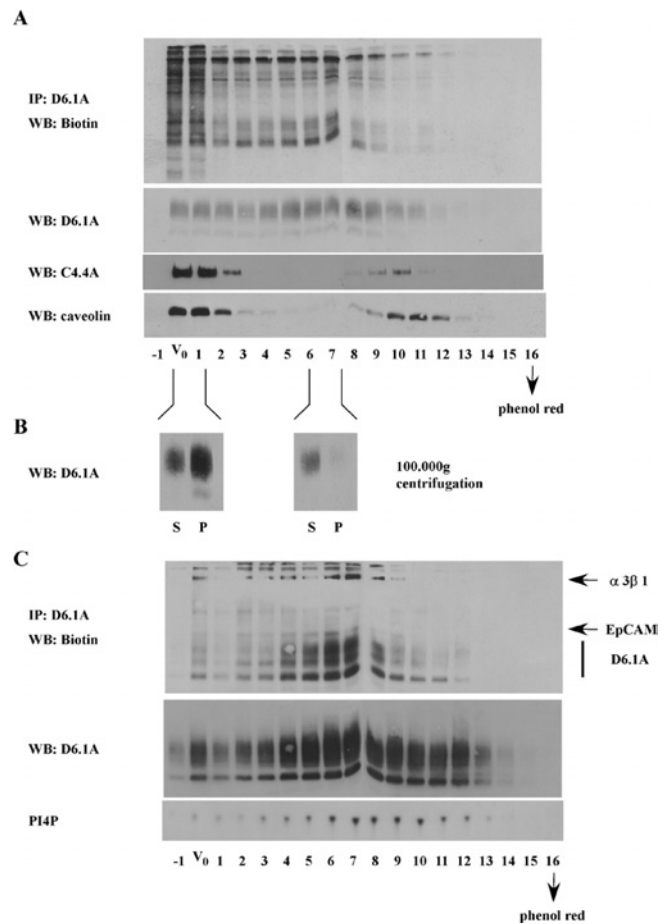 A
IP: D6.1A
WB: Biotin
WB: D6.1A
WB: C4.4A
WB: caveolin
-1 V0 1 2 3 4 5 6 7 8 9 10 11 12 13 14 15 16
phenol red
B
WB: D6.1A
100.000g
centrifugation
S P S P
C
α 3β 1
IP: D6.1A
WB: Biotin
EpCAM
D6.1A
WB: D6.1A
PI4P
-1 V0 1 2 3 4 5 6 7 8 9 10 11 12 13 14 15 16
phenol red